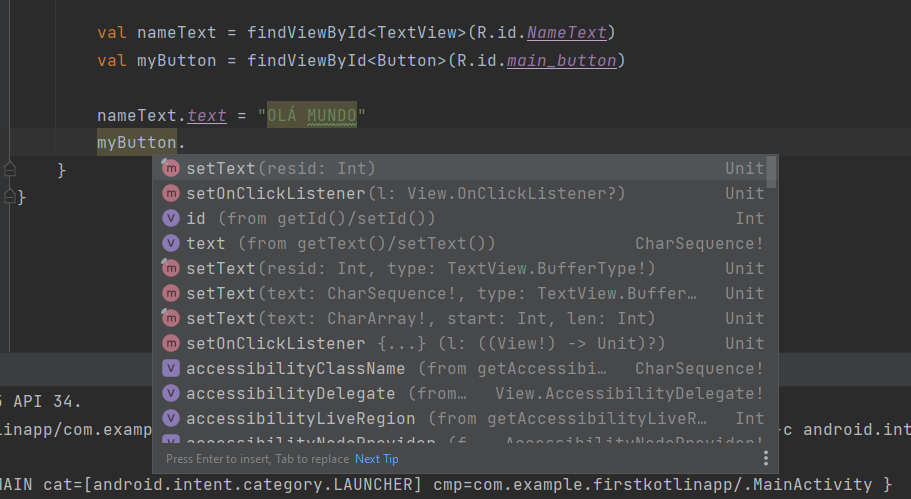 val nameText = findViewById<TextView>(R.id.NameText)
val myButton = findViewById<Button>(R.id.main_button)
nameText.text = "OLÁ MUNDO"
myButton.
}
}
m setText(resid: Int) Unit
m setOnClickListener(l: View.OnClickListener?) Unit
V id (from getId()/setId()) Int
V text (from getText()/setText()) CharSequence!
m setText(resid: Int, type: TextView.BufferType!) Unit
m setText(text: CharSequence!, type: TextView.Buffer… Unit
m setText(text: CharArray!, start: Int, len: Int) Unit
m setOnClickListener {...} (l: ((View!) -> Unit)?) Unit
V accessibilityClassName (from getAccessibi… CharSequence!
V accessibilityDelegate (from… View.AccessibilityDelegate!
V accessibilityLiveRegion (from getAccessibilityLiveR… Int
V accessibilityNodeProvider (f… AccessibilityNodeProvider!
Press Enter to insert, Tab to replace Next Tip
5 API 34.
linapp/com.examp -c android.int
MAIN cat=[android.intent.category.LAUNCHER] cmp=com.example.firstkotlinapp/.MainActivity }